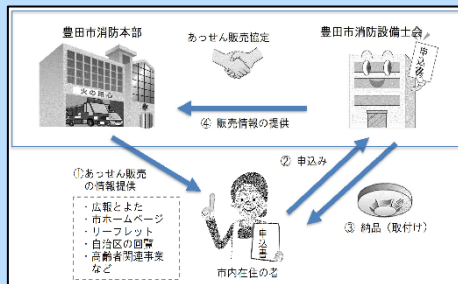 豊田市消防本部
あっせん販売協定
豊田市消防設備士会
火の用心
申込書
④ 販売情報の提供
①あっせん販売
の情報提供
・広報とよた
・市ホームページ
・リーフレット
・自治区の回覧
・高齢者関連事業
など
② 申込み
③ 納品（取付け）
申込書
市内在住の者